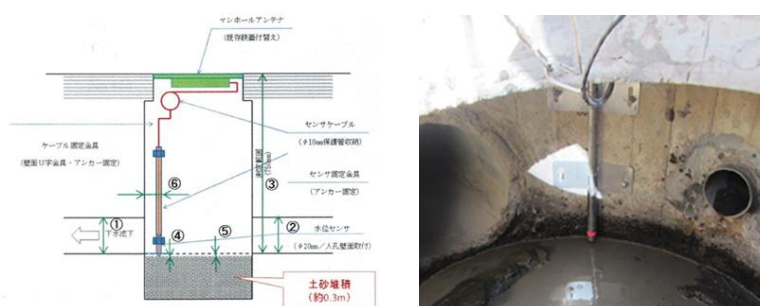 マンホールアンテナ
(既存鉄蓋付替え)
センサケーブル
(φ10mm保護管収納)
ケーブル固定金具
(壁面U字金具・アンカー固定)
(750mm)
③
⑥
センサ固定金具
(アンカー固定)
①
下水流下
②
④
⑤
水位センサ
(φ20mm/人孔壁面取付)
土砂堆積
(約0.3m)